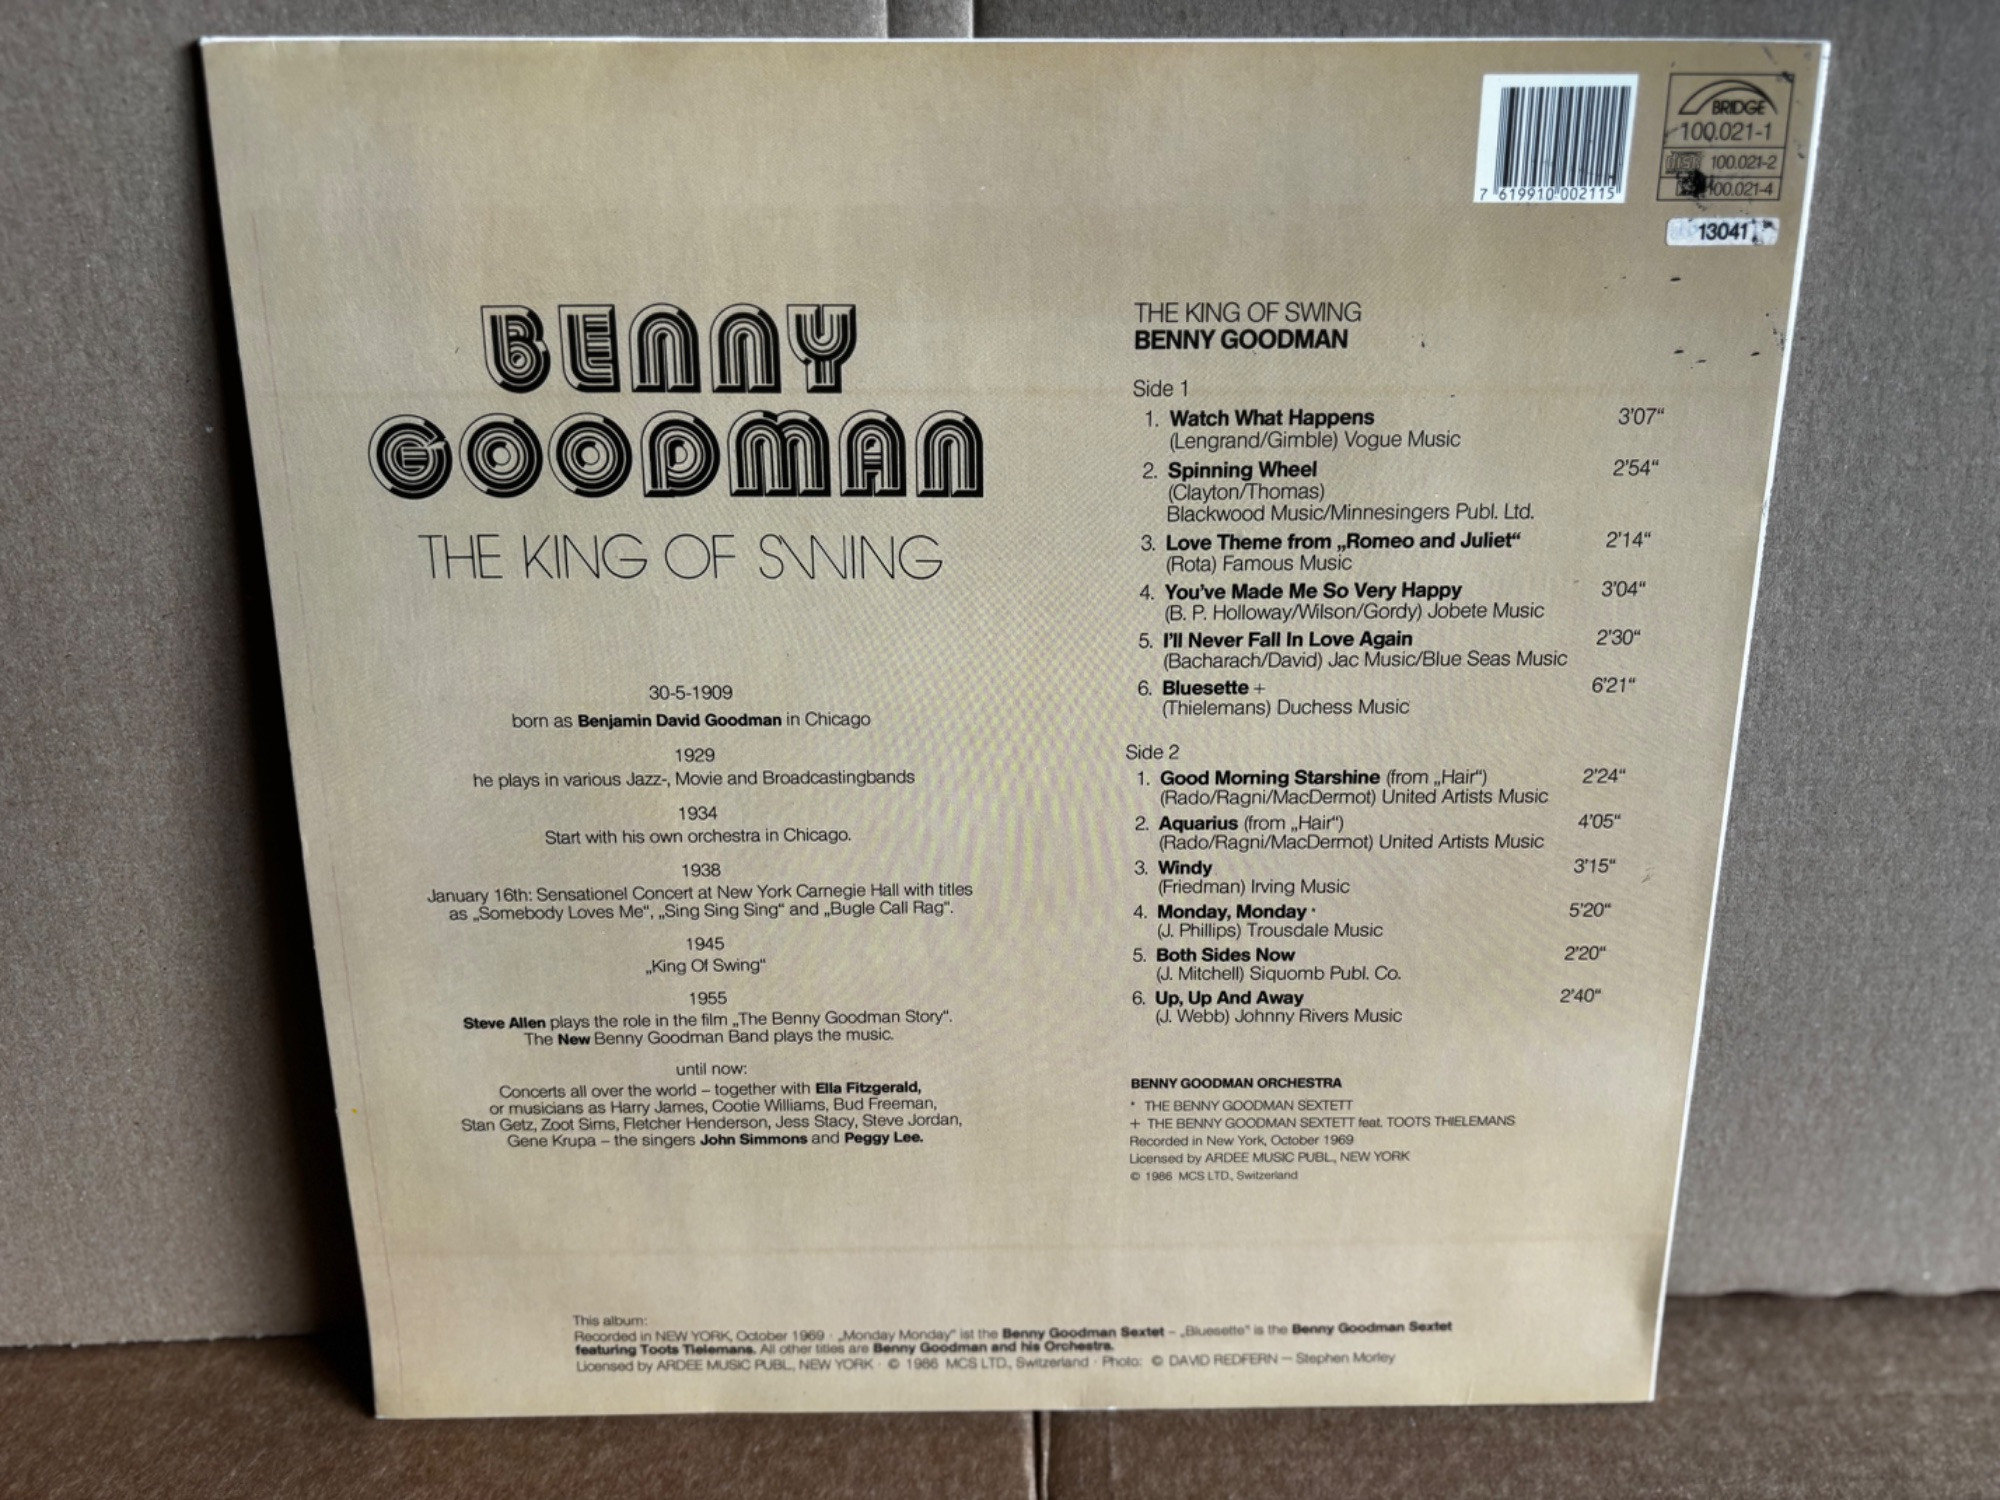 BRIDGE
100.021-1
100.021-2
100.021-4
7 619910 002115
13041
BENNY
GOODMAN
THE KING OF SWING
30-5-1909
born as Benjamin David Goodman in Chicago
1929
he plays in various Jazz-, Movie and Broadcastingbands
1934
Start with his own orchestra in Chicago.
1938
January 16th: Sensationel Concert at New York Carnegie Hall with titles
as „Somebody Loves Me“, „Sing Sing Sing“ and „Bugle Call Rag“.
1945
„King Of Swing“
1955
Steve Allen plays the role in the film „The Benny Goodman Story“.
The New Benny Goodman Band plays the music.
until now:
Concerts all over the world – together with Ella Fitzgerald,
or musicians as Harry James, Cootie Williams, Bud Freeman,
Stan Getz, Zoot Sims, Fletcher Henderson, Jess Stacy, Steve Jordan,
Gene Krupa – the singers John Simmons and Peggy Lee.
THE KING OF SWING
BENNY GOODMAN
Side 1
1. Watch What Happens 3'07“
(Lengrand/Gimble) Vogue Music
2. Spinning Wheel 2'54“
(Clayton/Thomas)
Blackwood Music/Minnesingers Publ. Ltd.
3. Love Theme from „Romeo and Juliet“ 2'14“
(Rota) Famous Music
4. You've Made Me So Very Happy 3'04“
(B. P. Holloway/Wilson/Gordy) Jobete Music
5. I'll Never Fall In Love Again 2'30“
(Bacharach/David) Jac Music/Blue Seas Music
6. Bluesette + 6'21“
(Thielemans) Duchess Music
Side 2
1. Good Morning Starshine (from „Hair“) 2'24“
(Rado/Ragni/MacDermot) United Artists Music
2. Aquarius (from „Hair“) 4'05“
(Rado/Ragni/MacDermot) United Artists Music
3. Windy 3'15“
(Friedman) Irving Music
4. Monday, Monday * 5'20“
(J. Phillips) Trousdale Music
5. Both Sides Now 2'20“
(J. Mitchell) Siquomb Publ. Co.
6. Up, Up And Away 2'40“
(J. Webb) Johnny Rivers Music
BENNY GOODMAN ORCHESTRA
* THE BENNY GOODMAN SEXTETT
+ THE BENNY GOODMAN SEXTETT feat. TOOTS THIELEMANS
Recorded in New York, October 1969
Licensed by ARDEE MUSIC PUBL., NEW YORK
© 1986 MCS LTD., Switzerland
This album:
Recorded in NEW YORK, October 1969 · „Monday Monday“ ist the Benny Goodman Sextet – „Bluesette“ is the Benny Goodman Sextet
featuring Toots Tielemans. All other titles are Benny Goodman and his Orchestra.
Licensed by ARDEE MUSIC PUBL., NEW YORK · © 1986 MCS LTD., Switzerland · Photo: © DAVID REDFERN – Stephen Morley